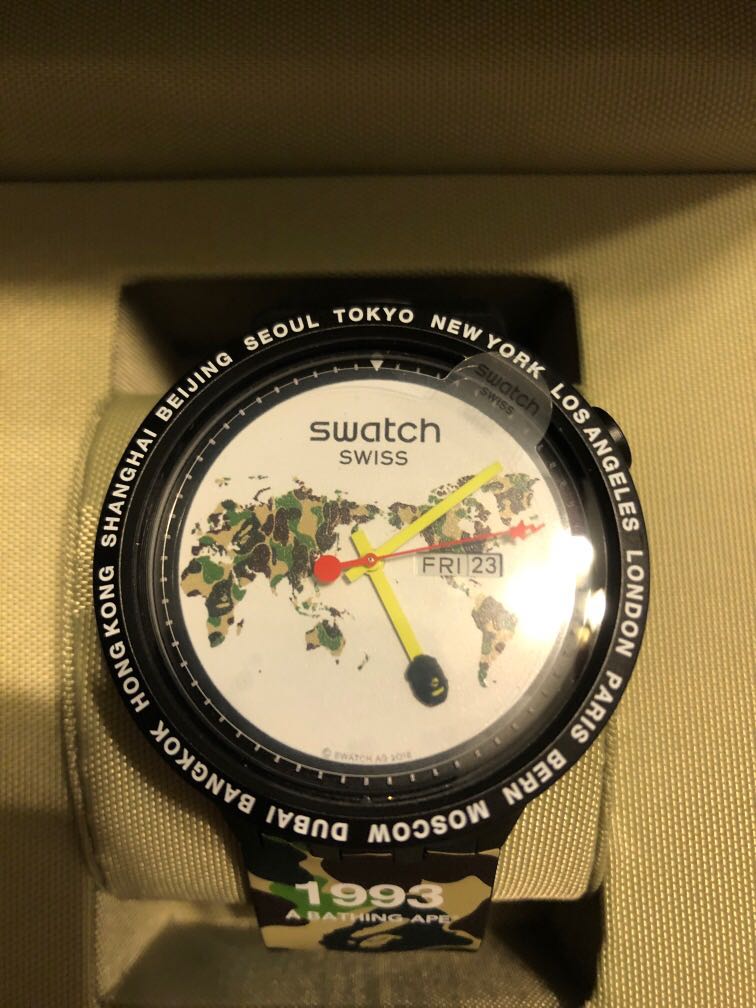 TOKYO NEW YORK LOS ANGELES LONDON PARIS BERN MOSCOW DUBAI BANGKOK HONG KONG SHANGHAI BEIJING SEOUL
swatch
SWISS
swatch
SWISS
FRI 23
© SWATCH AG 2018
1993
A BATHING APE®